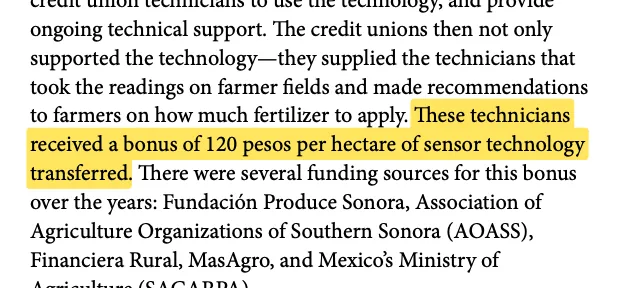 credit union technicians to use the technology, and provide
ongoing technical support. The credit unions then not only
supported the technology—they supplied the technicians that
took the readings on farmer fields and made recommendations
to farmers on how much fertilizer to apply. These technicians
received a bonus of 120 pesos per hectare of sensor technology
transferred. There were several funding sources for this bonus
over the years: Fundación Produce Sonora, Association of
Agriculture Organizations of Southern Sonora (AOASS),
Financiera Rural, MasAgro, and Mexico’s Ministry of
Agriculture (SAGARPA).